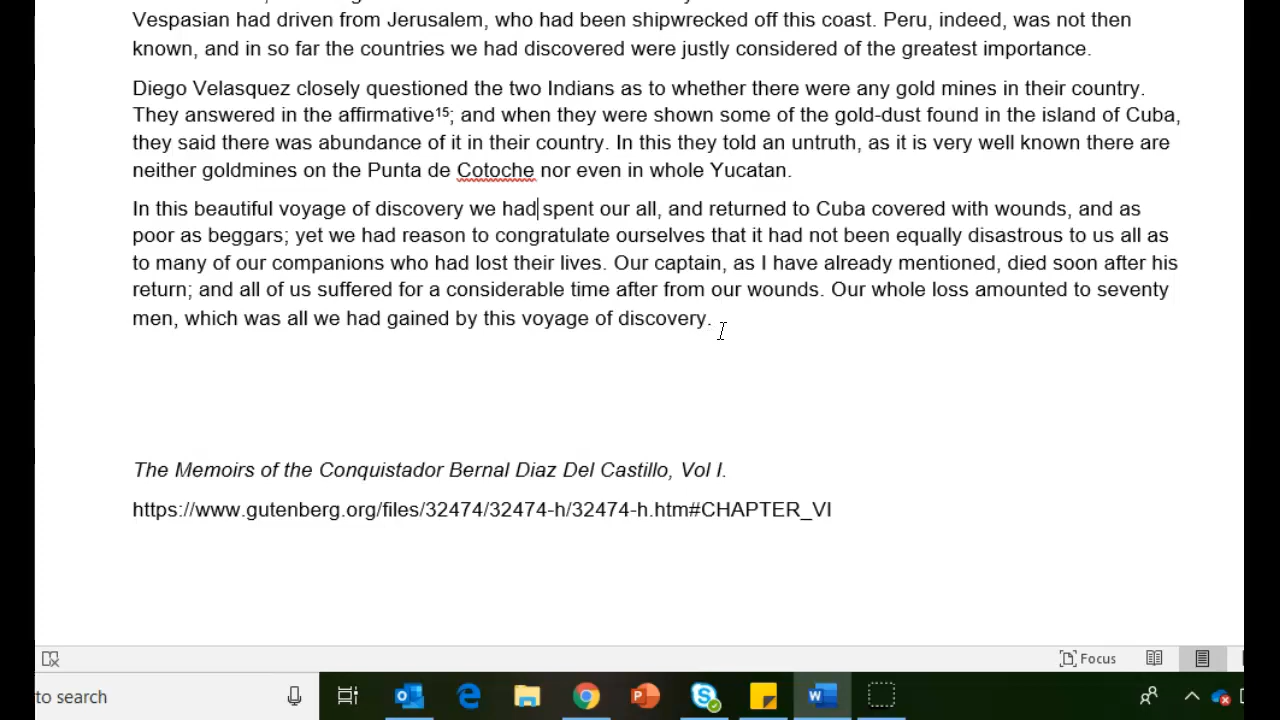 Vespasian had driven from Jerusalem, who had been shipwrecked off this coast. Peru, indeed, was not then
known, and in so far the countries we had discovered were justly considered of the greatest importance.
Diego Velasquez closely questioned the two Indians as to whether there were any gold mines in their country.
They answered in the affirmative¹⁵; and when they were shown some of the gold-dust found in the island of Cuba,
they said there was abundance of it in their country. In this they told an untruth, as it is very well known there are
neither goldmines on the Punta de Cotoche nor even in whole Yucatan.
In this beautiful voyage of discovery we had spent our all, and returned to Cuba covered with wounds, and as
poor as beggars; yet we had reason to congratulate ourselves that it had not been equally disastrous to us all as
to many of our companions who had lost their lives. Our captain, as I have already mentioned, died soon after his
return; and all of us suffered for a considerable time after from our wounds. Our whole loss amounted to seventy
men, which was all we had gained by this voyage of discovery.
The Memoirs of the Conquistador Bernal Diaz Del Castillo, Vol I.
https://www.gutenberg.org/files/32474/32474-h/32474-h.htm#CHAPTER_VI
Focus
to search